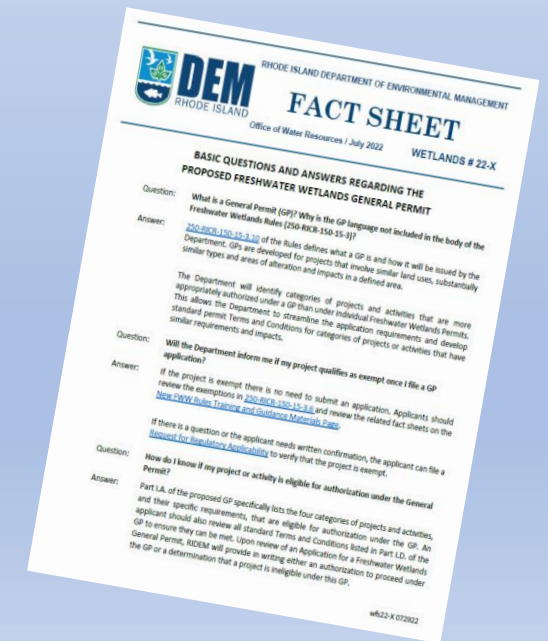 DEM
RHODE ISLAND
RHODE ISLAND DEPARTMENT OF ENVIRONMENTAL MANAGEMENT
FACT SHEET
Office of Water Resources / July 2022 WETLANDS # 22-X
BASIC QUESTIONS AND ANSWERS REGARDING THE
PROPOSED FRESHWATER WETLANDS GENERAL PERMIT
Question: What is a General Permit (GP)? Why is the GP language not included in the body of the
Freshwater Wetlands Rules (250-RICR-150-15-3)?
Answer: 250-RICR-150-15-3.10 of the Rules defines what a GP is and how it will be issued by the
Department. GPs are developed for projects that involve similar land uses, substantially
similar types and areas of alteration and impacts in a defined area.
The Department will identify categories of projects and activities that are more
appropriately authorized under a GP than under individual Freshwater Wetlands Permits.
This allows the Department to streamline the application requirements and develop
standard permit Terms and Conditions for categories of projects or activities that have
similar requirements and impacts.
Question: Will the Department inform me if my project qualifies as exempt once I file a GP
application?
Answer: If the project is exempt there is no need to submit an application. Applicants should
review the exemptions in 250-RICR-150-15-3.6 and review the related fact sheets on the
New FWW Rules Training and Guidance Materials Page.
If there is a question or the applicant needs written confirmation, the applicant can file a
Request for Regulatory Applicability to verify that the project is exempt.
Question: How do I know if my project or activity is eligible for authorization under the General
Permit?
Answer: Part I.A. of the proposed GP specifically lists the four categories of projects and activities,
and their specific requirements, that are eligible for authorization under the GP. An
applicant should also review all standard Terms and Conditions listed in Part I.D. of the
GP to ensure they can be met. Upon review of an Application for a Freshwater Wetlands
General Permit, RIDEM will provide in writing either an authorization to proceed under
the GP or a determination that a project is ineligible under this GP.
wfs22-X 072922